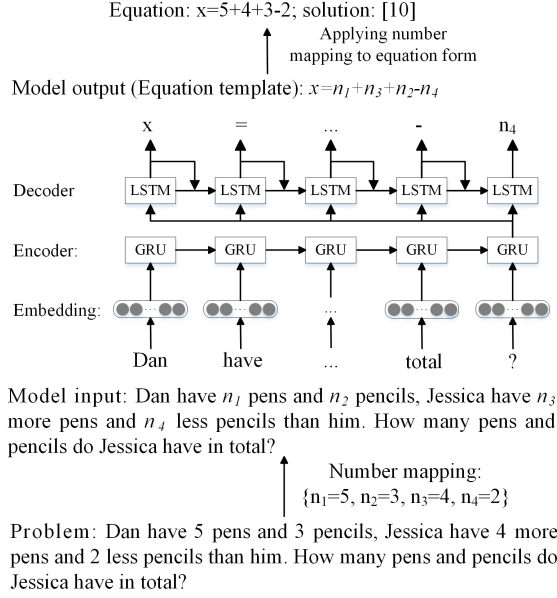 Equation: x=5+4+3-2; solution: [10]
Applying number
mapping to equation form
Model output (Equation template): x=n₁+n₃+n₂-n₄
x = ... - n₄
Decoder LSTM LSTM LSTM LSTM LSTM
Encoder: GRU GRU GRU GRU GRU
Embedding: ... ... ... ... ...
Dan have ... total ?
Model input: Dan have n₁ pens and n₂ pencils, Jessica have n₃
more pens and n₄ less pencils than him. How many pens and
pencils do Jessica have in total?
Number mapping:
{n₁=5, n₂=3, n₃=4, n₄=2}
Problem: Dan have 5 pens and 3 pencils, Jessica have 4 more
pens and 2 less pencils than him. How many pens and pencils do
Jessica have in total?